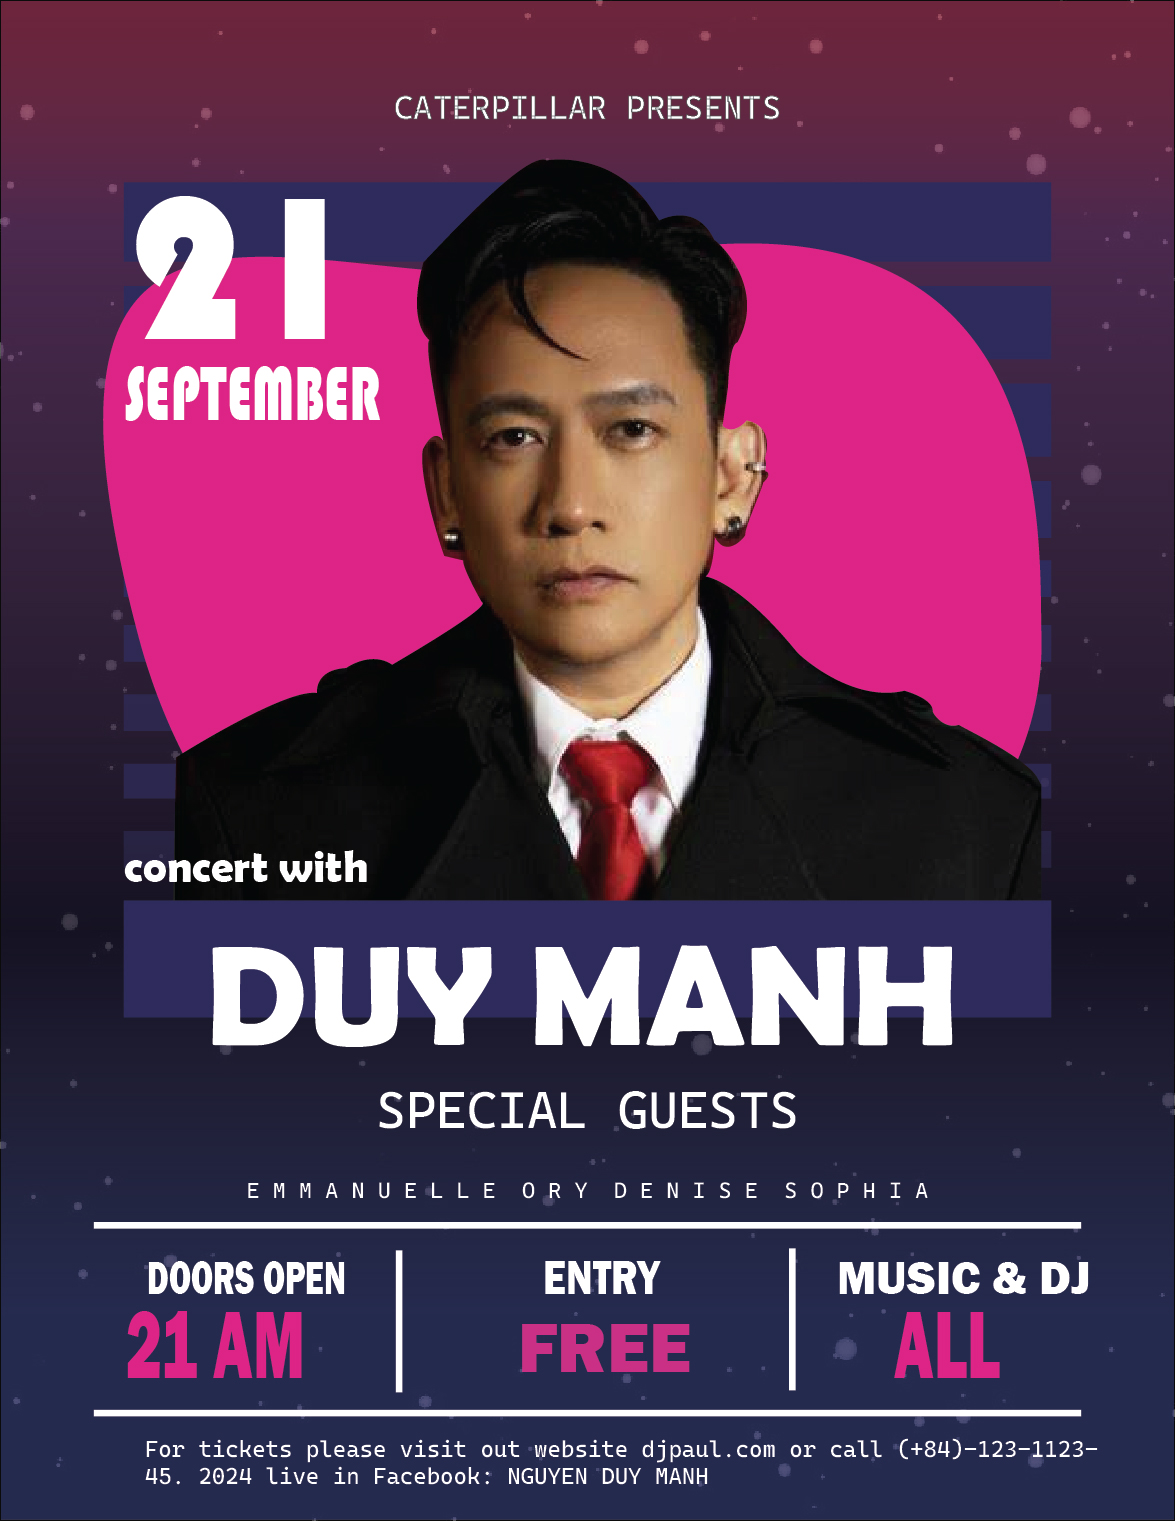 CATERPILLAR PRESENTS
21
SEPTEMBER
concert with
DUY MANH
SPECIAL GUESTS
EMMANUELLE ORY DENISE SOPHIA
DOORS OPEN
21 AM
ENTRY
FREE
MUSIC & DJ
ALL
For tickets please visit out website djpaul.com or call (+84)-123-1123-
45. 2024 live in Facebook: NGUYEN DUY MANH